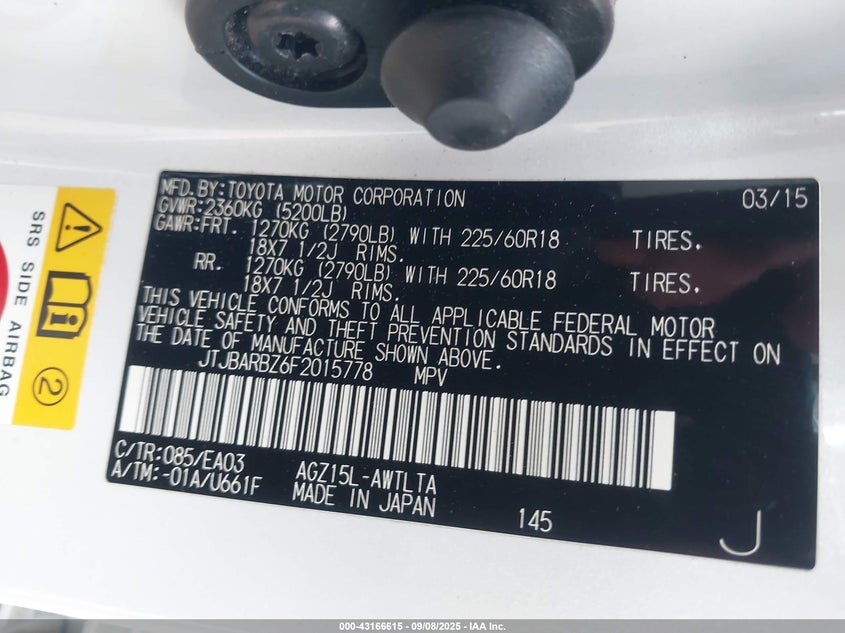 MFD.BY:TOYOTA MOTOR CORPORATION 03/15
GVWR:2360KG (5200LB)
GAWR:FRT. 1270KG (2790LB) WITH 225/60R18 TIRES.
18X7 1/2J RIMS.
RR. 1270KG (2790LB) WITH 225/60R18 TIRES.
18X7 1/2J RIMS.
THIS VEHICLE CONFORMS TO ALL APPLICABLE FEDERAL MOTOR
VEHICLE SAFETY AND THEFT PREVENTION STANDARDS IN EFFECT ON
THE DATE OF MANUFACTURE SHOWN ABOVE.
JTJBARBZ6F2015778 MPV
C/TR:085/EA03 AGZ15L-AWTLTA
A/TM:-01A/U661F MADE IN JAPAN 145
J
SRS SIDE AIRBAG
2
000-43166615 - 09/08/2025 - IAA Inc.